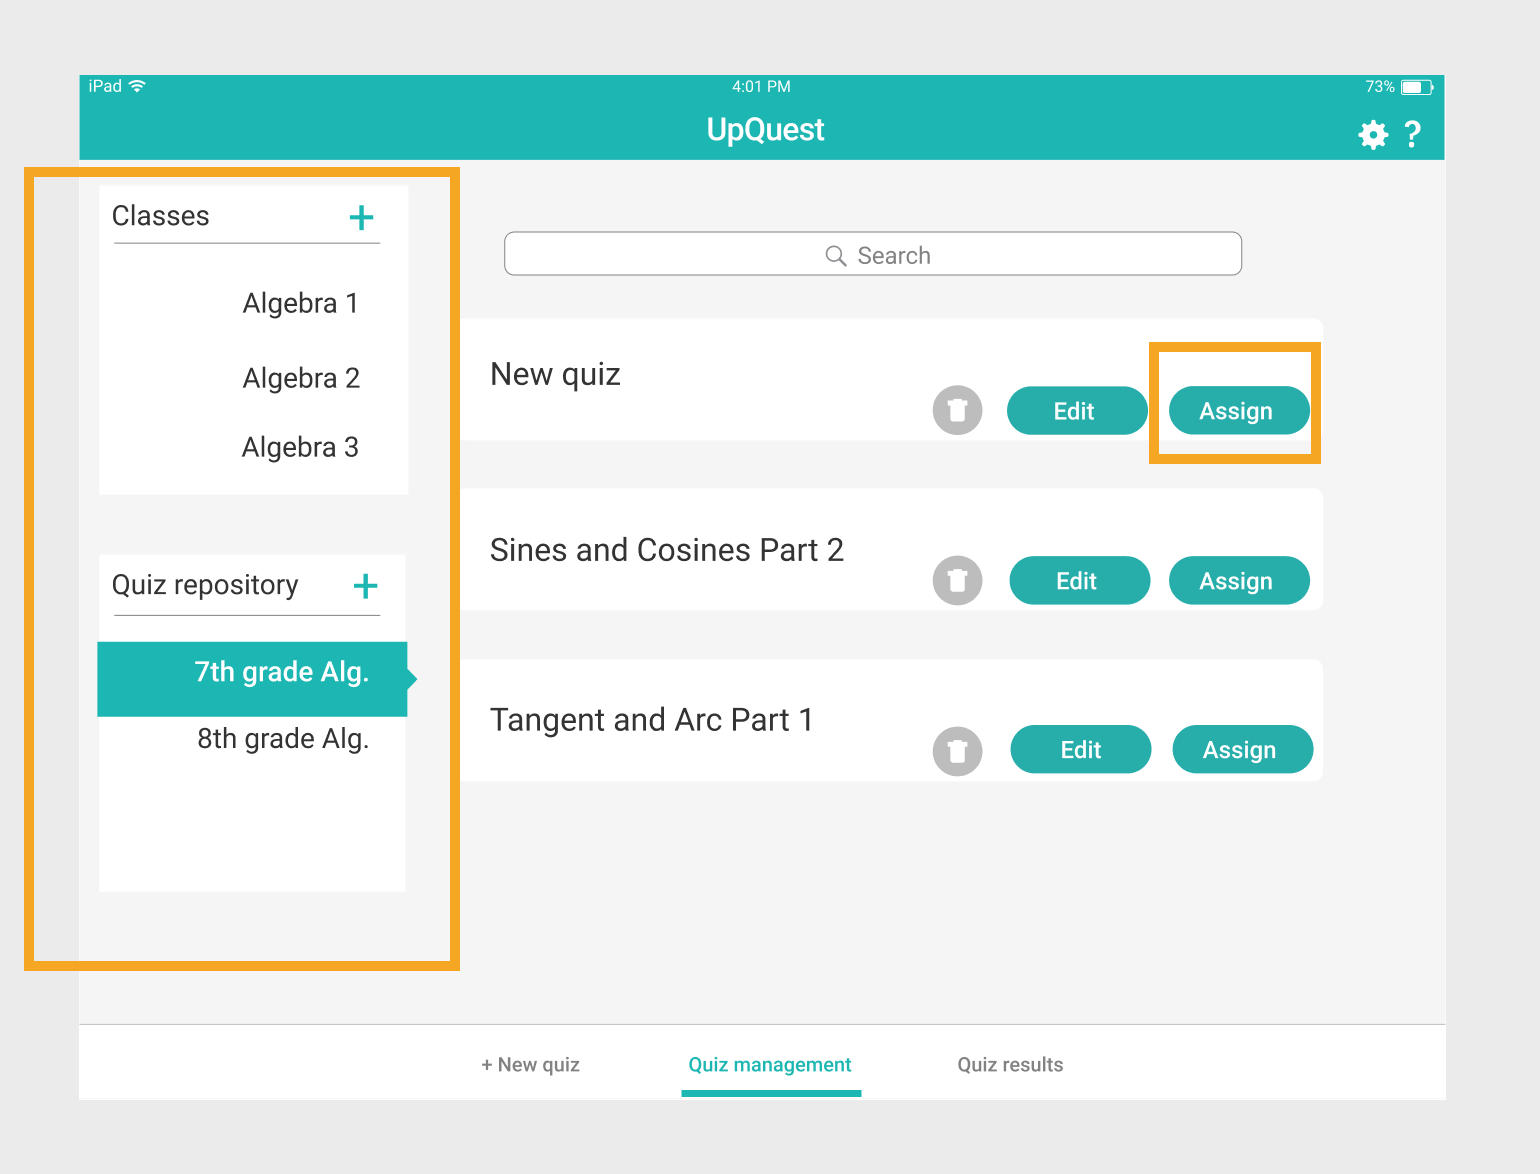 iPad
4:01 PM
73%
UpQuest
?
Classes +
Algebra 1
Algebra 2
Algebra 3
Quiz repository +
7th grade Alg.
8th grade Alg.
Search
New quiz
Edit
Assign
Sines and Cosines Part 2
Edit
Assign
Tangent and Arc Part 1
Edit
Assign
+ New quiz
Quiz management
Quiz results